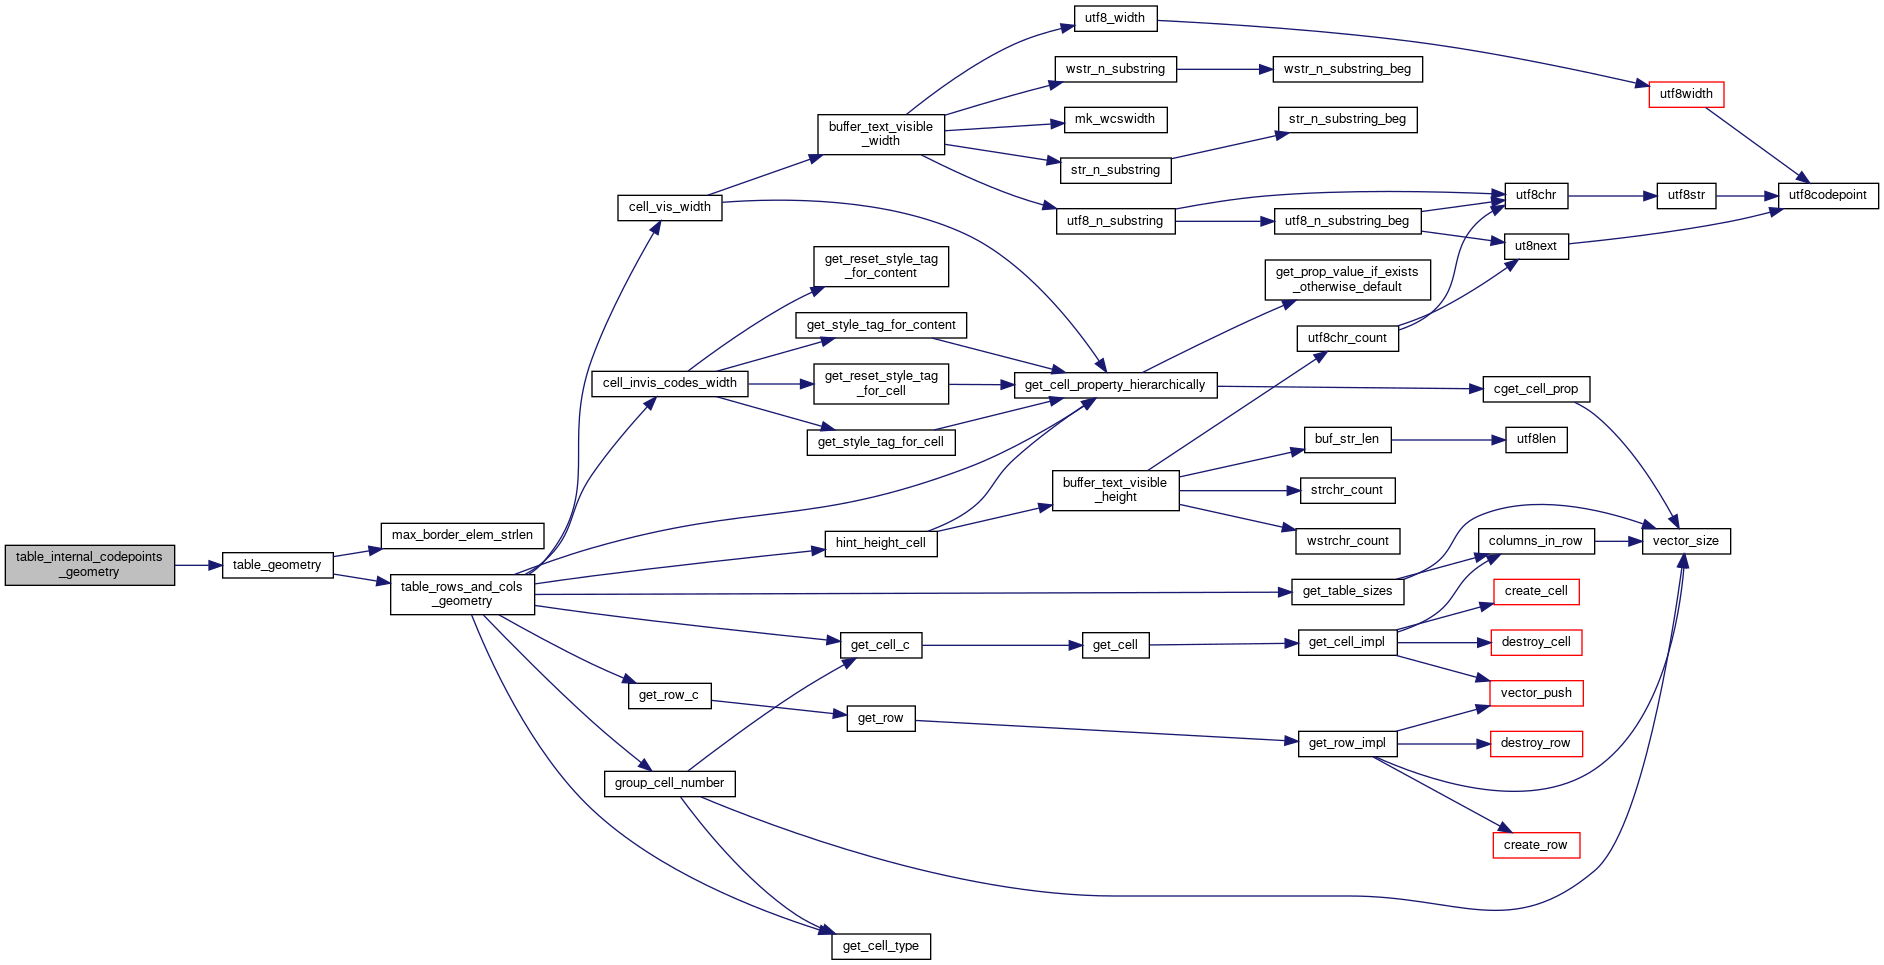 utf8_width
wstr_n_substring
wstr_n_substring_beg
utf8width
buffer_text_visible
_width
mk_wcswidth
str_n_substring_beg
str_n_substring
cell_vis_width
utf8_n_substring
utf8_n_substring_beg
utf8chr
utf8str
utf8codepoint
ut8next
get_reset_style_tag
_for_content
get_prop_value_if_exists
_otherwise_default
get_style_tag_for_content
utf8chr_count
cell_invis_codes_width
get_reset_style_tag
_for_cell
get_cell_property_hierarchically
cget_cell_prop
get_style_tag_for_cell
buf_str_len
utf8len
buffer_text_visible
_height
strchr_count
max_border_elem_strlen
hint_height_cell
wstrchr_count
columns_in_row
vector_size
table_internal_codepoints
_geometry
table_geometry
table_rows_and_cols
_geometry
get_table_sizes
create_cell
get_cell_c
get_cell
get_cell_impl
destroy_cell
get_row_c
vector_push
get_row
get_row_impl
destroy_row
group_cell_number
create_row
get_cell_type